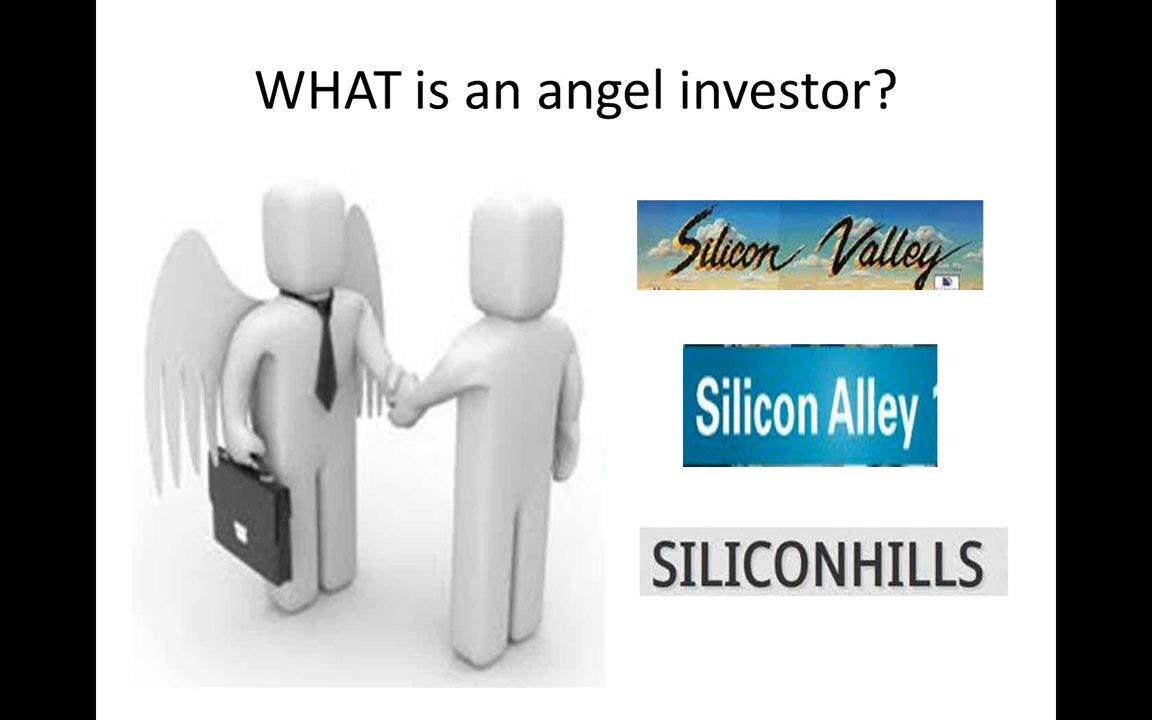 WHAT is an angel investor?
Silicon Valley
Silicon Alley
SILICONHILLS